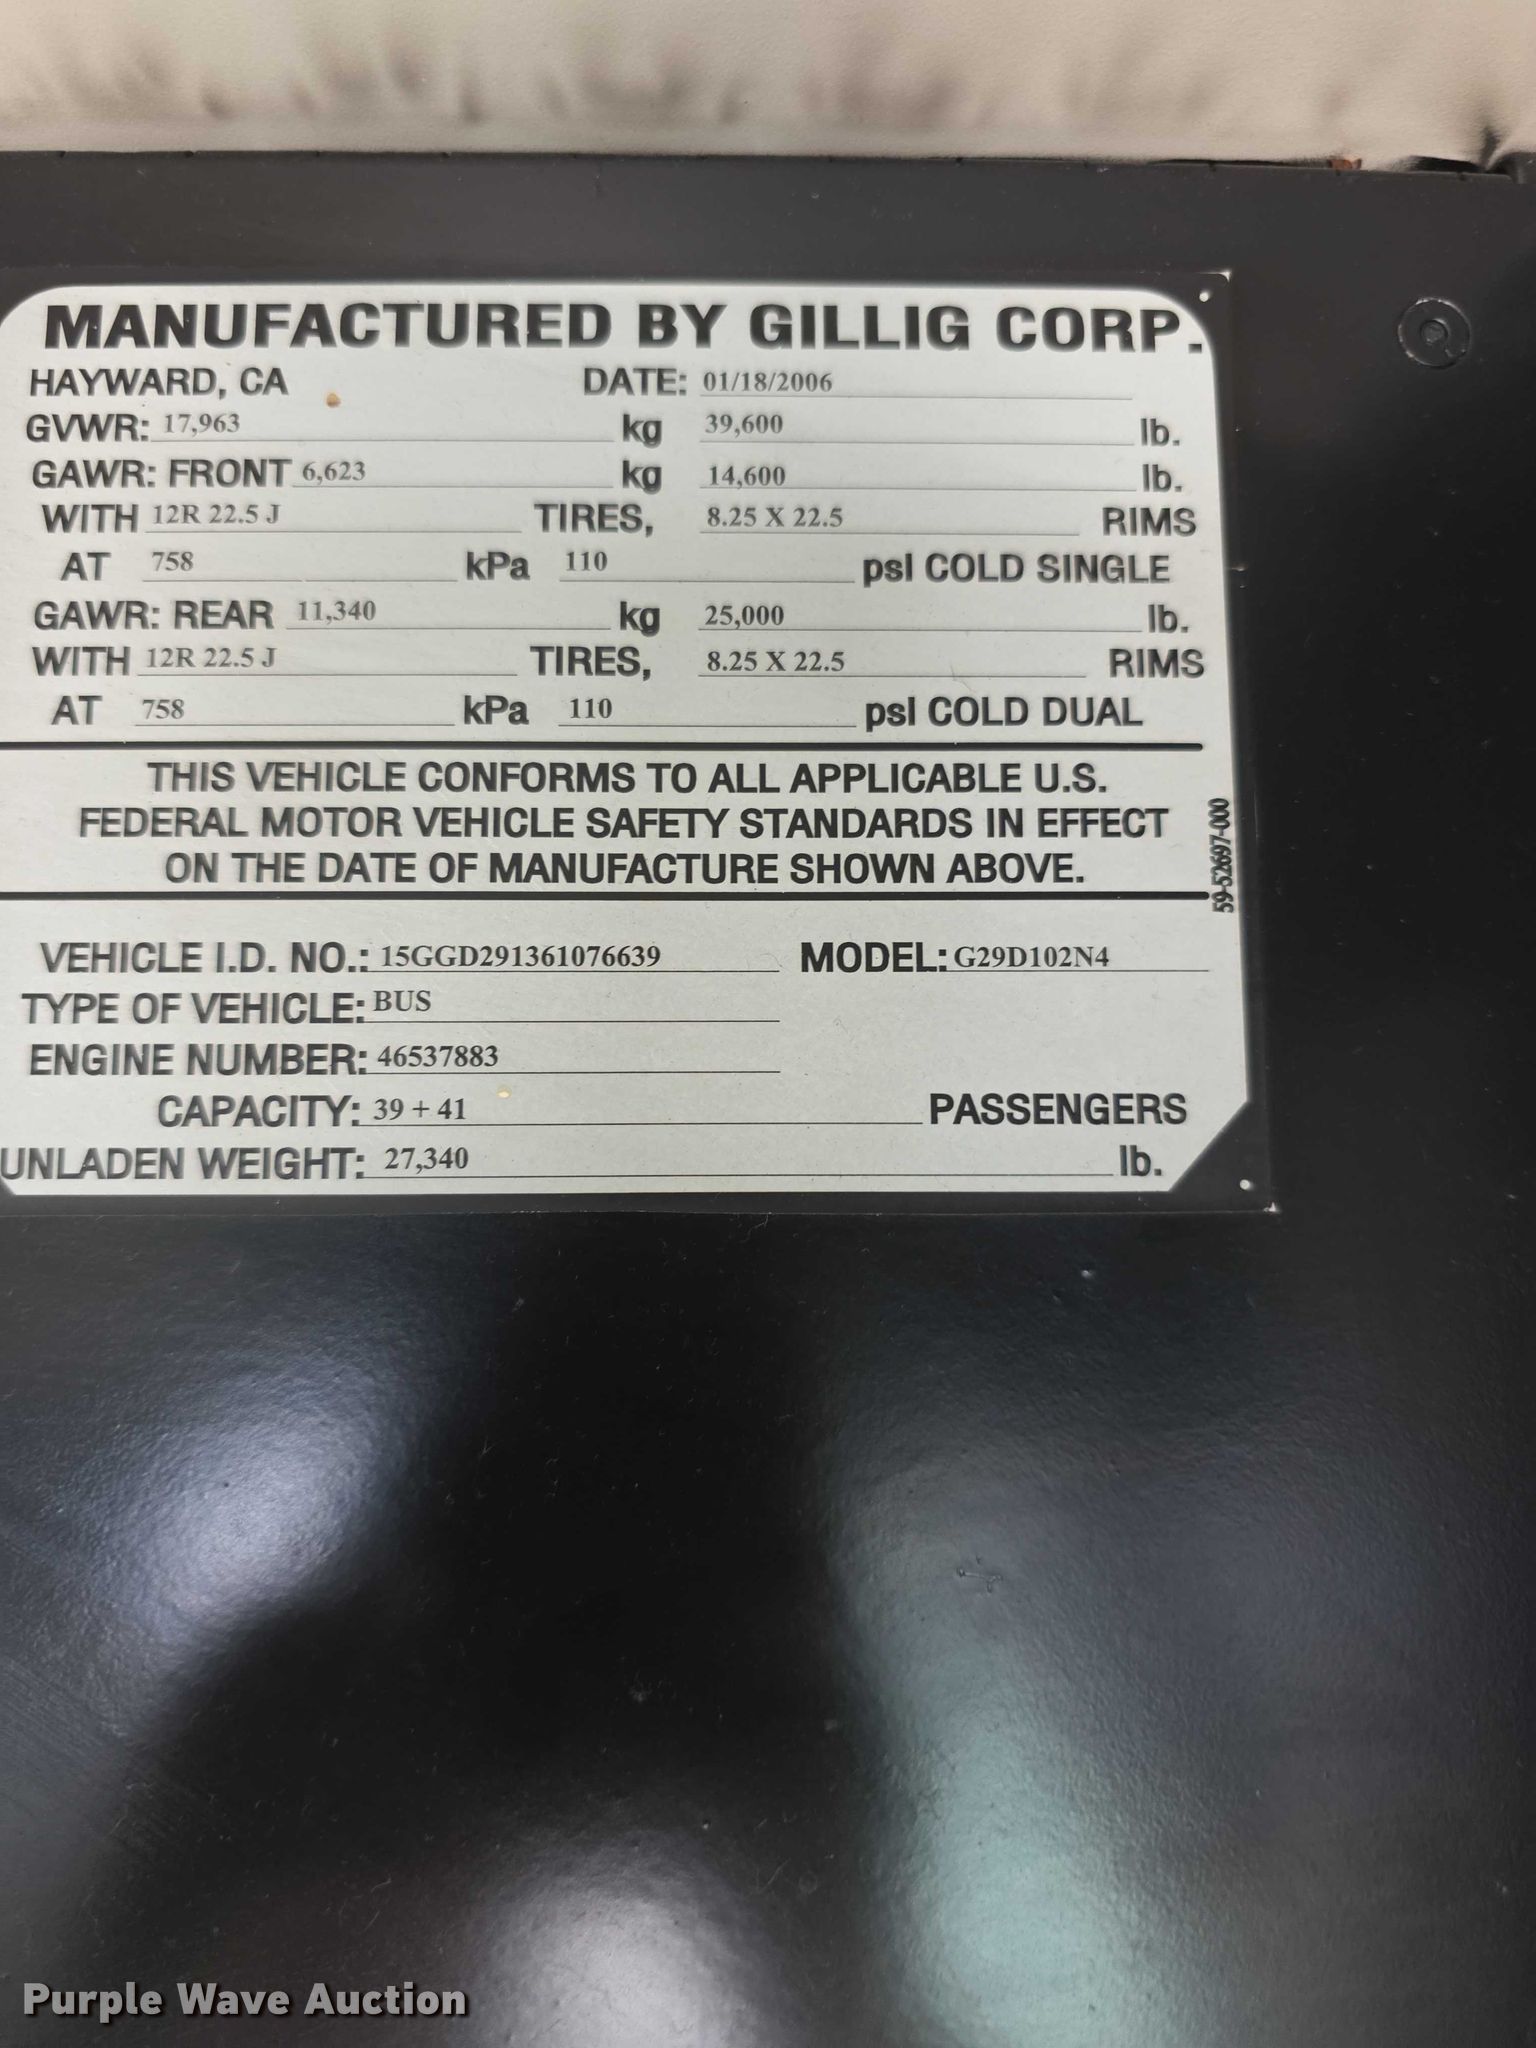 MANUFACTURED BY GILLIG CORP.
HAYWARD, CA DATE: 01/18/2006
GVWR: 17,963 kg 39,600 lb.
GAWR: FRONT 6,623 kg 14,600 lb.
WITH 12R 22.5 J TIRES, 8.25 X 22.5 RIMS
AT 758 kPa 110 psI COLD SINGLE
GAWR: REAR 11,340 kg 25,000 lb.
WITH 12R 22.5 J TIRES, 8.25 X 22.5 RIMS
AT 758 kPa 110 psI COLD DUAL
THIS VEHICLE CONFORMS TO ALL APPLICABLE U.S.
FEDERAL MOTOR VEHICLE SAFETY STANDARDS IN EFFECT
ON THE DATE OF MANUFACTURE SHOWN ABOVE.
59-52697-000
VEHICLE I.D. NO.: 15GGD291361076639 MODEL: G29D102N4
TYPE OF VEHICLE: BUS
ENGINE NUMBER: 46537883
CAPACITY: 39 + 41 PASSENGERS
UNLADEN WEIGHT: 27,340 lb.
Purple Wave Auction